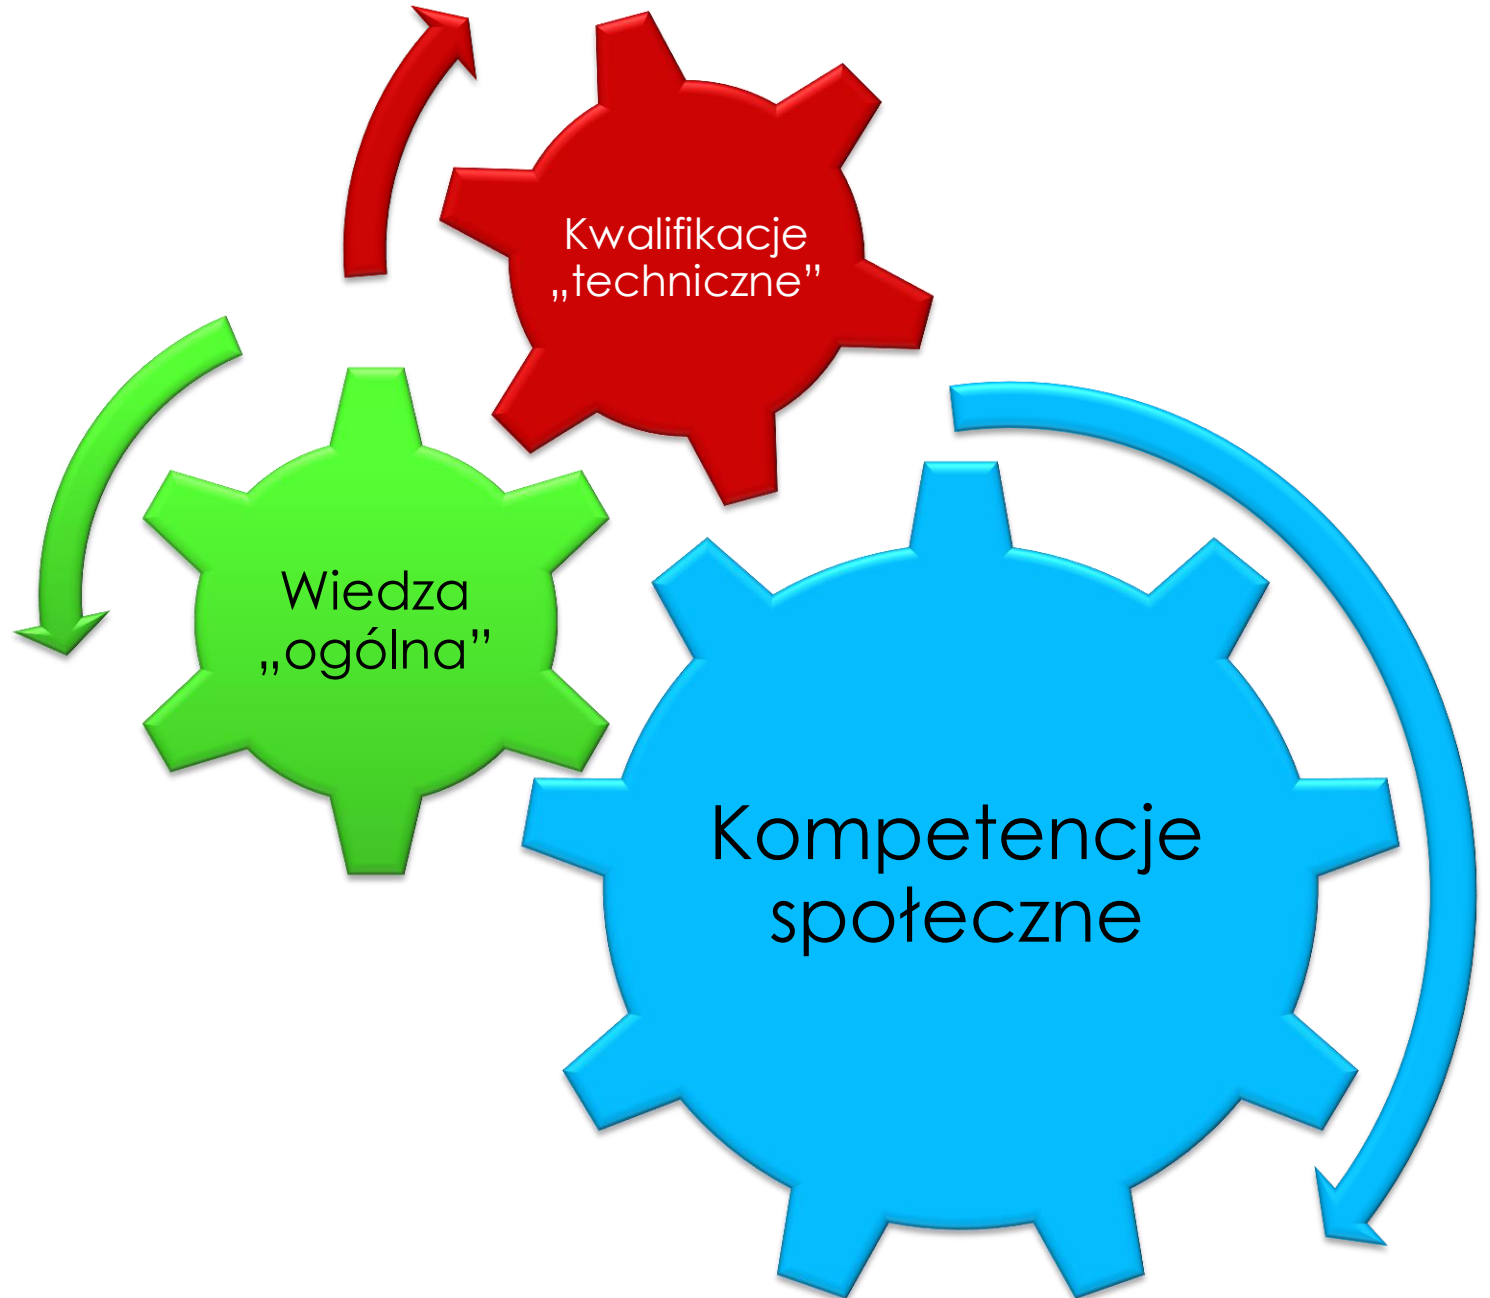 Kwalifikacje
„techniczne”
Wiedza
„ogólna”
Kompetencje
społeczne